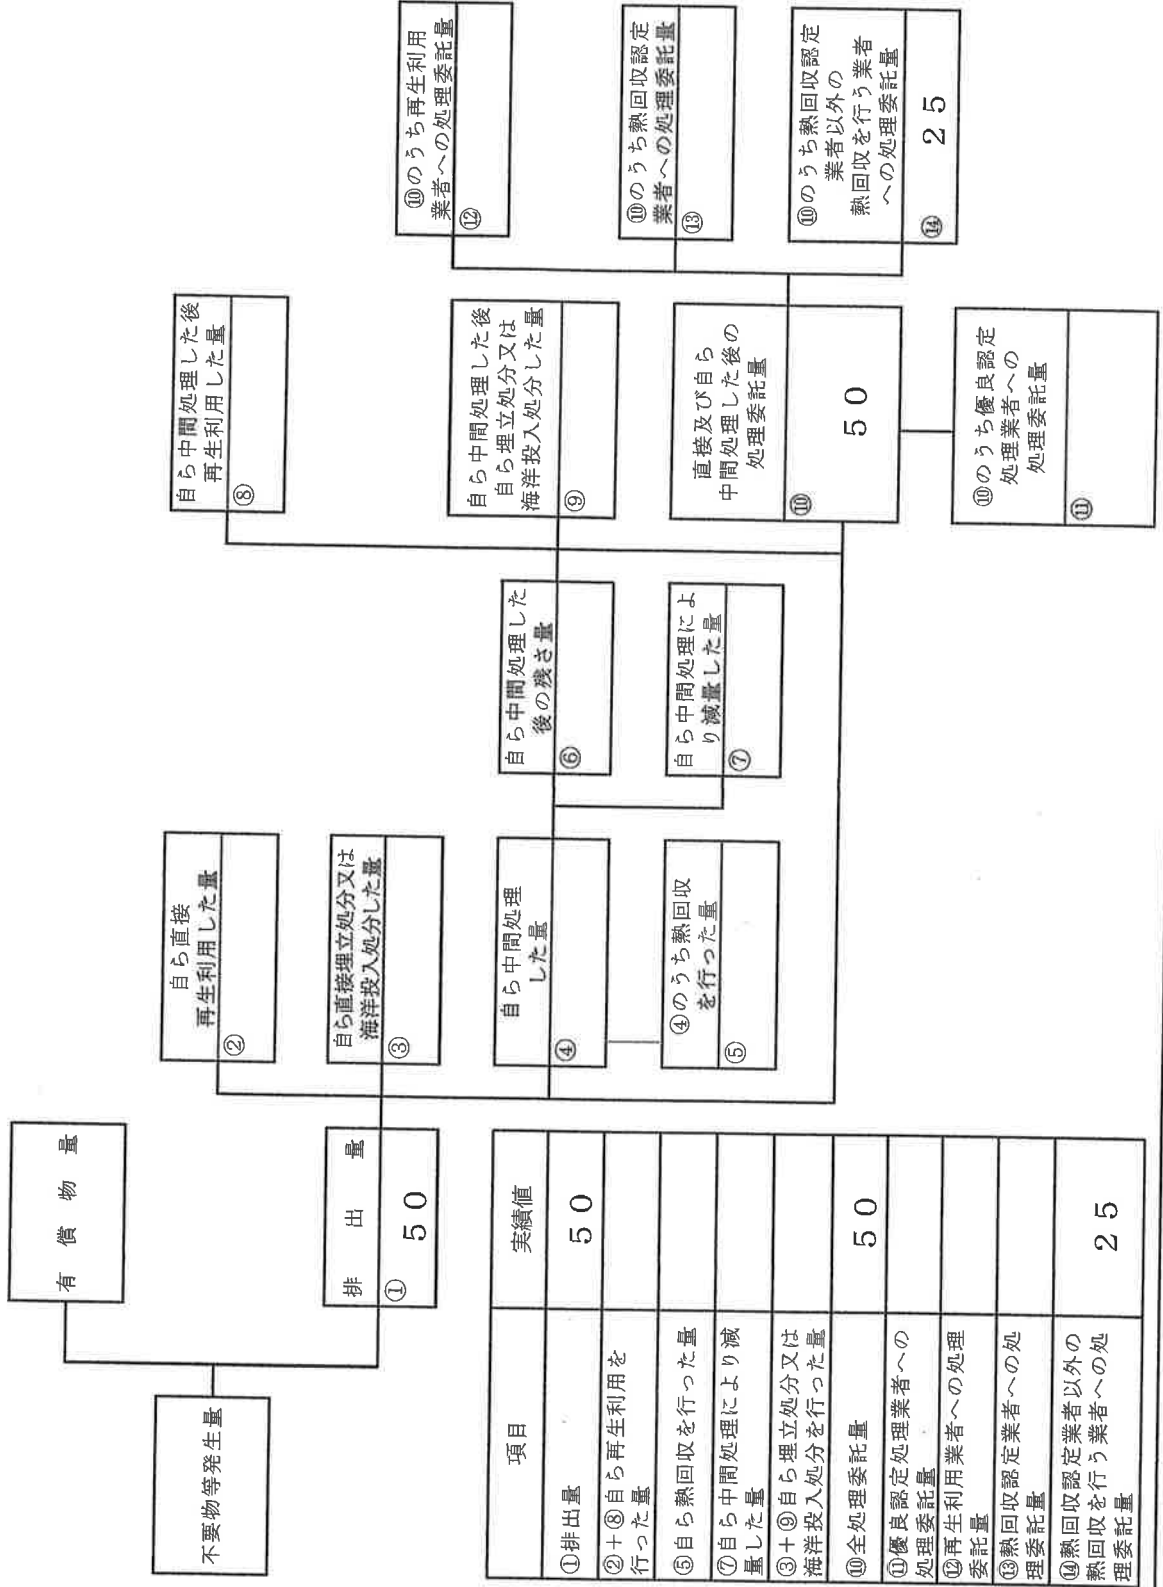 不要物等発生量
有 償 物 量
排 出 量
①
５０
自ら直接
再生利用した量
②
自ら直接埋立処分又は
海洋投入処分した量
③
自ら中間処理
した量
④
④のうち熱回収
を行った量
⑤
自ら中間処理した
後の残さ量
⑥
自ら中間処理によ
り減量した量
⑦
自ら中間処理した後
再生利用した量
⑧
自ら中間処理した後
自ら埋立処分又は
海洋投入処分した量
⑨
直接及び自ら
中間処理した後の
処理委託量
⑩
５０
⑩のうち優良認定
処理業者への
処理委託量
⑪
⑩のうち再生利用
業者への処理委託量
⑫
⑩のうち熱回収認定
業者への処理委託量
⑬
⑩のうち熱回収認定
業者以外の
熱回収を行う業者
への処理委託量
⑭
２５
項目
実績値
①排出量
５０
②＋⑧自ら再生利用を
行った量
⑤自ら熱回収を行った量
⑦自ら中間処理により減
量した量
③＋⑨自ら埋立処分又は
海洋投入処分を行った量
⑩全処理委託量
５０
⑪優良認定処理業者への
処理委託量
⑫再生利用業者への処理
委託量
⑬熱回収認定業者への処
理委託量
⑭熱回収認定業者以外の
熱回収を行う業者への処
理委託量
２５